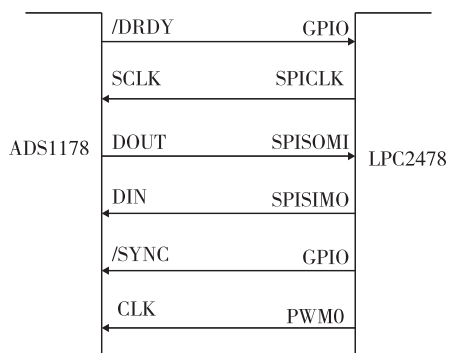 /DRDY GPIO
SCLK SPICLK
ADS1178 DOUT SPISOMI LPC2478
DIN SPISIMO
/SYNC GPIO
CLK PWM0